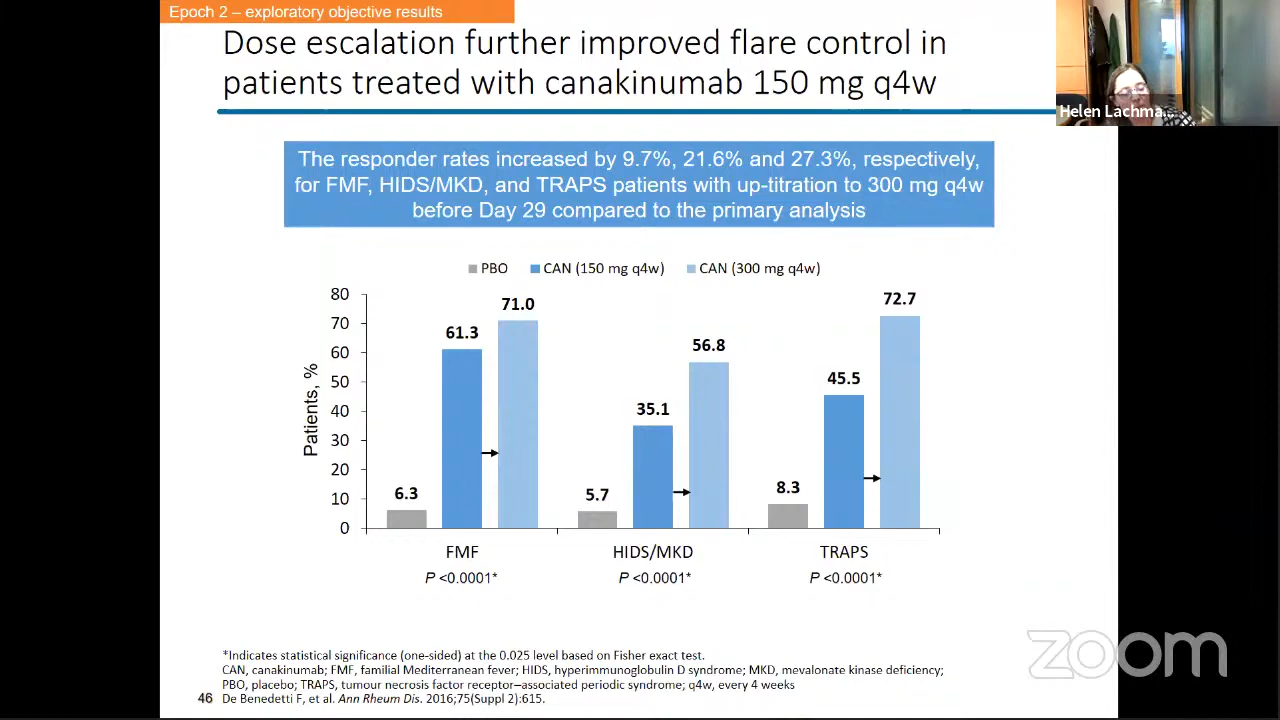 Epoch 2 – exploratory objective results
Dose escalation further improved flare control in
patients treated with canakinumab 150 mg q4w
Helen Lachma...
The responder rates increased by 9.7%, 21.6% and 27.3%, respectively,
for FMF, HIDS/MKD, and TRAPS patients with up-titration to 300 mg q4w
before Day 29 compared to the primary analysis
PBO CAN (150 mg q4w) CAN (300 mg q4w)
Patients, %
80
70
60
50
40
30
20
10
0
6.3
61.3
71.0
5.7
35.1
56.8
8.3
45.5
72.7
FMF HIDS/MKD TRAPS
P <0.0001* P <0.0001* P <0.0001*
*Indicates statistical significance (one-sided) at the 0.025 level based on Fisher exact test.
CAN, canakinumab; FMF, familial Mediterranean fever; HIDS, hyperimmunoglobulin D syndrome; MKD, mevalonate kinase deficiency;
PBO, placebo; TRAPS, tumour necrosis factor receptor–associated periodic syndrome; q4w, every 4 weeks
46 De Benedetti F, et al. Ann Rheum Dis. 2016;75(Suppl 2):615.
zoom